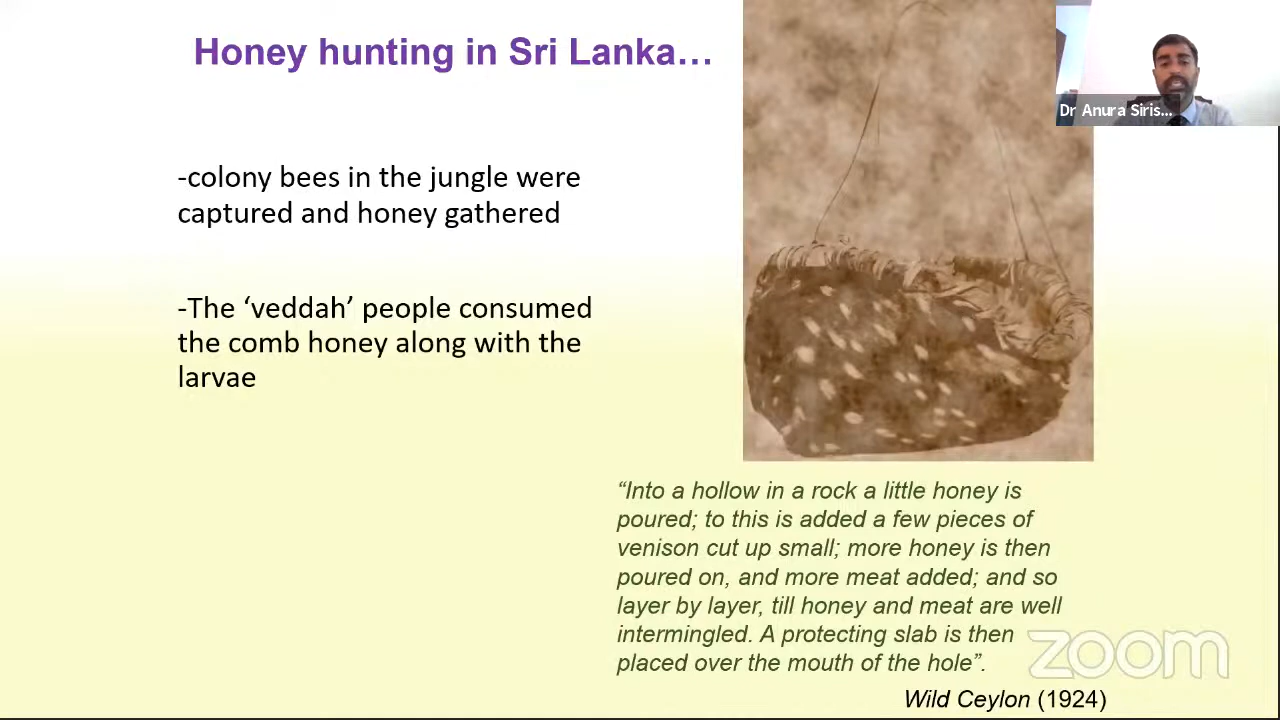 Honey hunting in Sri Lanka…
Dr Anura Siris...
-colony bees in the jungle were
captured and honey gathered
-The ‘veddah’ people consumed
the comb honey along with the
larvae
“Into a hollow in a rock a little honey is
poured; to this is added a few pieces of
venison cut up small; more honey is then
poured on, and more meat added; and so
layer by layer, till honey and meat are well
intermingled. A protecting slab is then
placed over the mouth of the hole”.
zoom
Wild Ceylon (1924)